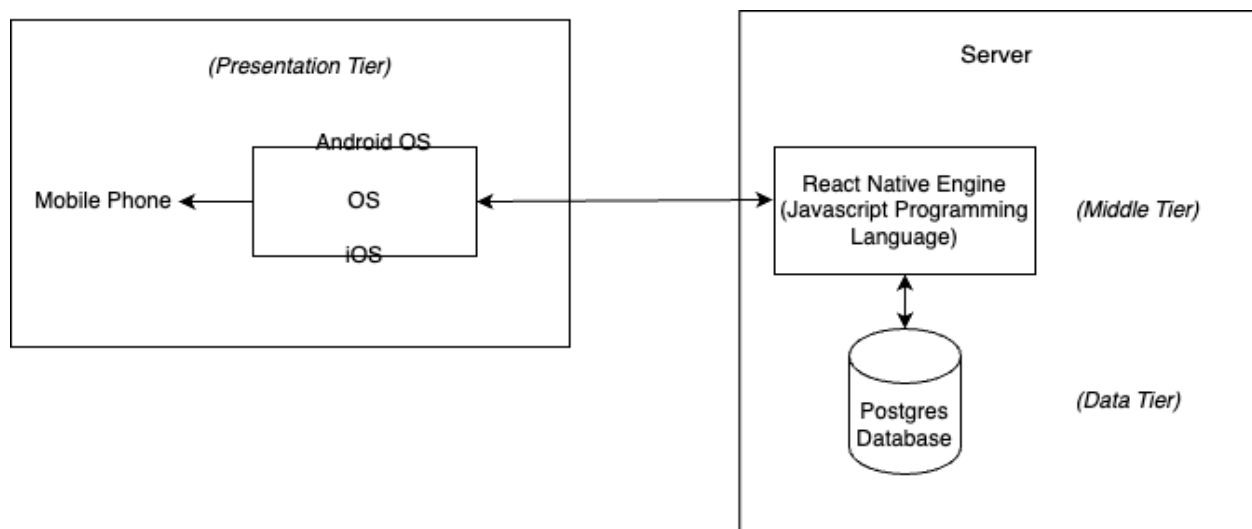 (Presentation Tier)
Android OS
Mobile Phone
OS
iOS
Server
React Native Engine
(Javascript Programming
Language)
(Middle Tier)
Postgres
Database
(Data Tier)